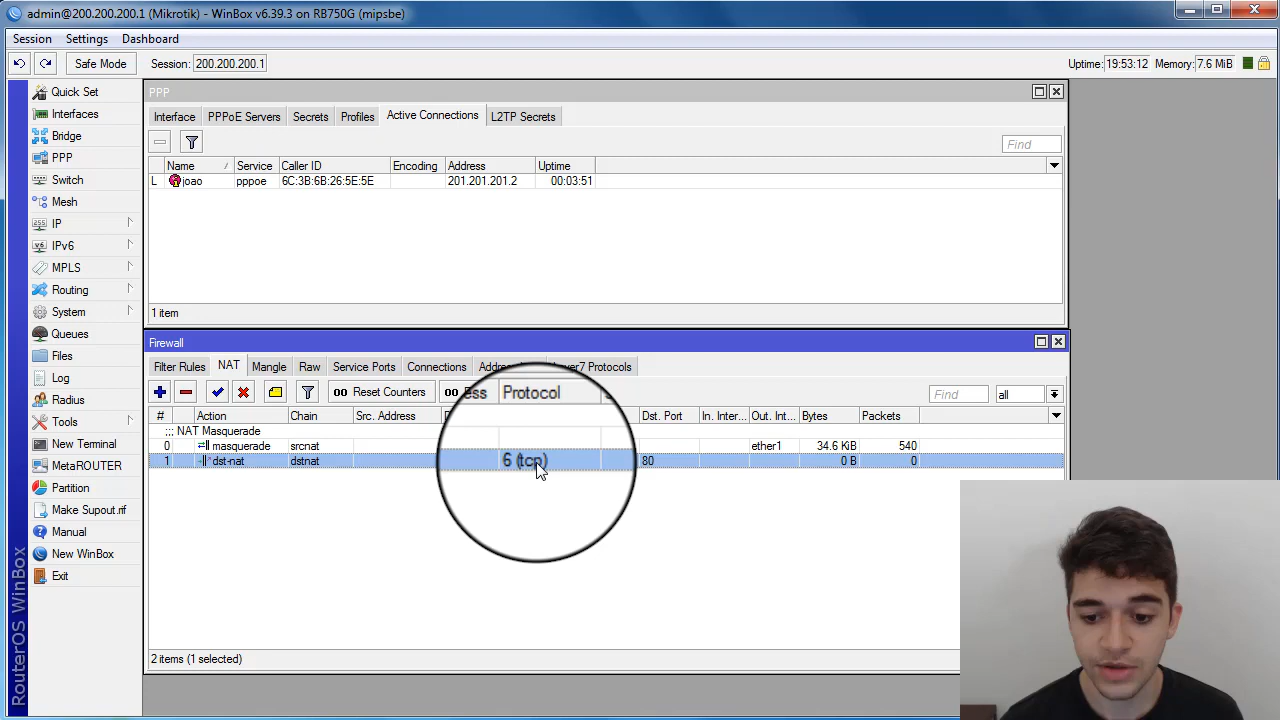 admin@200.200.200.1 (Mikrotik) - WinBox v6.39.3 on RB750G (mipsbe)
Session Settings Dashboard
Safe Mode Session: 200.200.200.1 Uptime: 19:53:12 Memory: 7.6 MiB
Quick Set
Interfaces
Bridge
PPP
Switch
Mesh
IP
IPv6
MPLS
Routing
System
Queues
Files
Log
Radius
Tools
New Terminal
MetaROUTER
Partition
Make Supout.rif
Manual
New WinBox
Exit
RouterOS WinBox
PPP
Interface PPPoE Servers Secrets Profiles Active Connections L2TP Secrets
Find
Name Service Caller ID Encoding Address Uptime
L joao pppoe 6C:3B:6B:26:5E:5E 201.201.201.2 00:03:51
1 item
Firewall
Filter Rules NAT Mangle Raw Service Ports Connections Layer7 Protocols
00 Reset Counters 00 Find all
# Action Chain Src. Address Protocol Dst. Port In. Inter... Out. Int... Bytes Packets
;;; NAT Masquerade
0 masquerade srcnat ether1 34.6 KiB 540
1 dst-nat dstnat 6 (tcp) 80 0 B 0
2 items (1 selected)